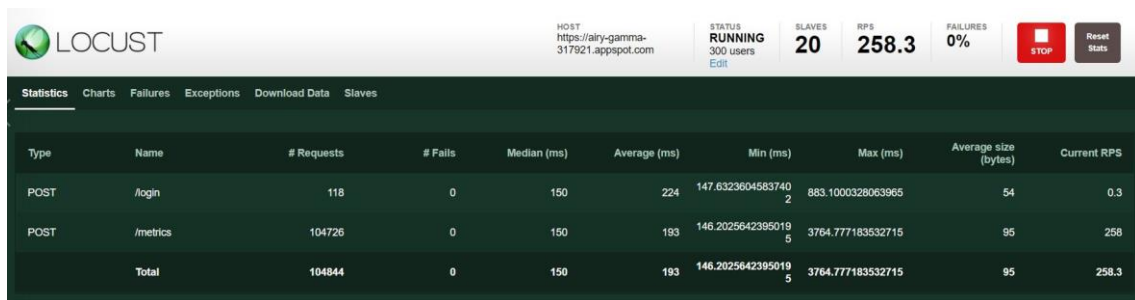 LOCUST
HOST
https://airy-gamma-
317921.appspot.com
STATUS
RUNNING
300 users
Edit
SLAVES
20
RPS
258.3
FAILURES
0%
STOP
Reset
Stats
Statistics Charts Failures Exceptions Download Data Slaves
Type Name # Requests # Fails Median (ms) Average (ms) Min (ms) Max (ms) Average size (bytes) Current RPS
POST /login 118 0 150 224 147.6323604583740 2 883.1000328063965 54 0.3
POST /metrics 104726 0 150 193 146.2025642395019 5 3764.777183532715 95 258
Total 104844 0 150 193 146.2025642395019 5 3764.777183532715 95 258.3